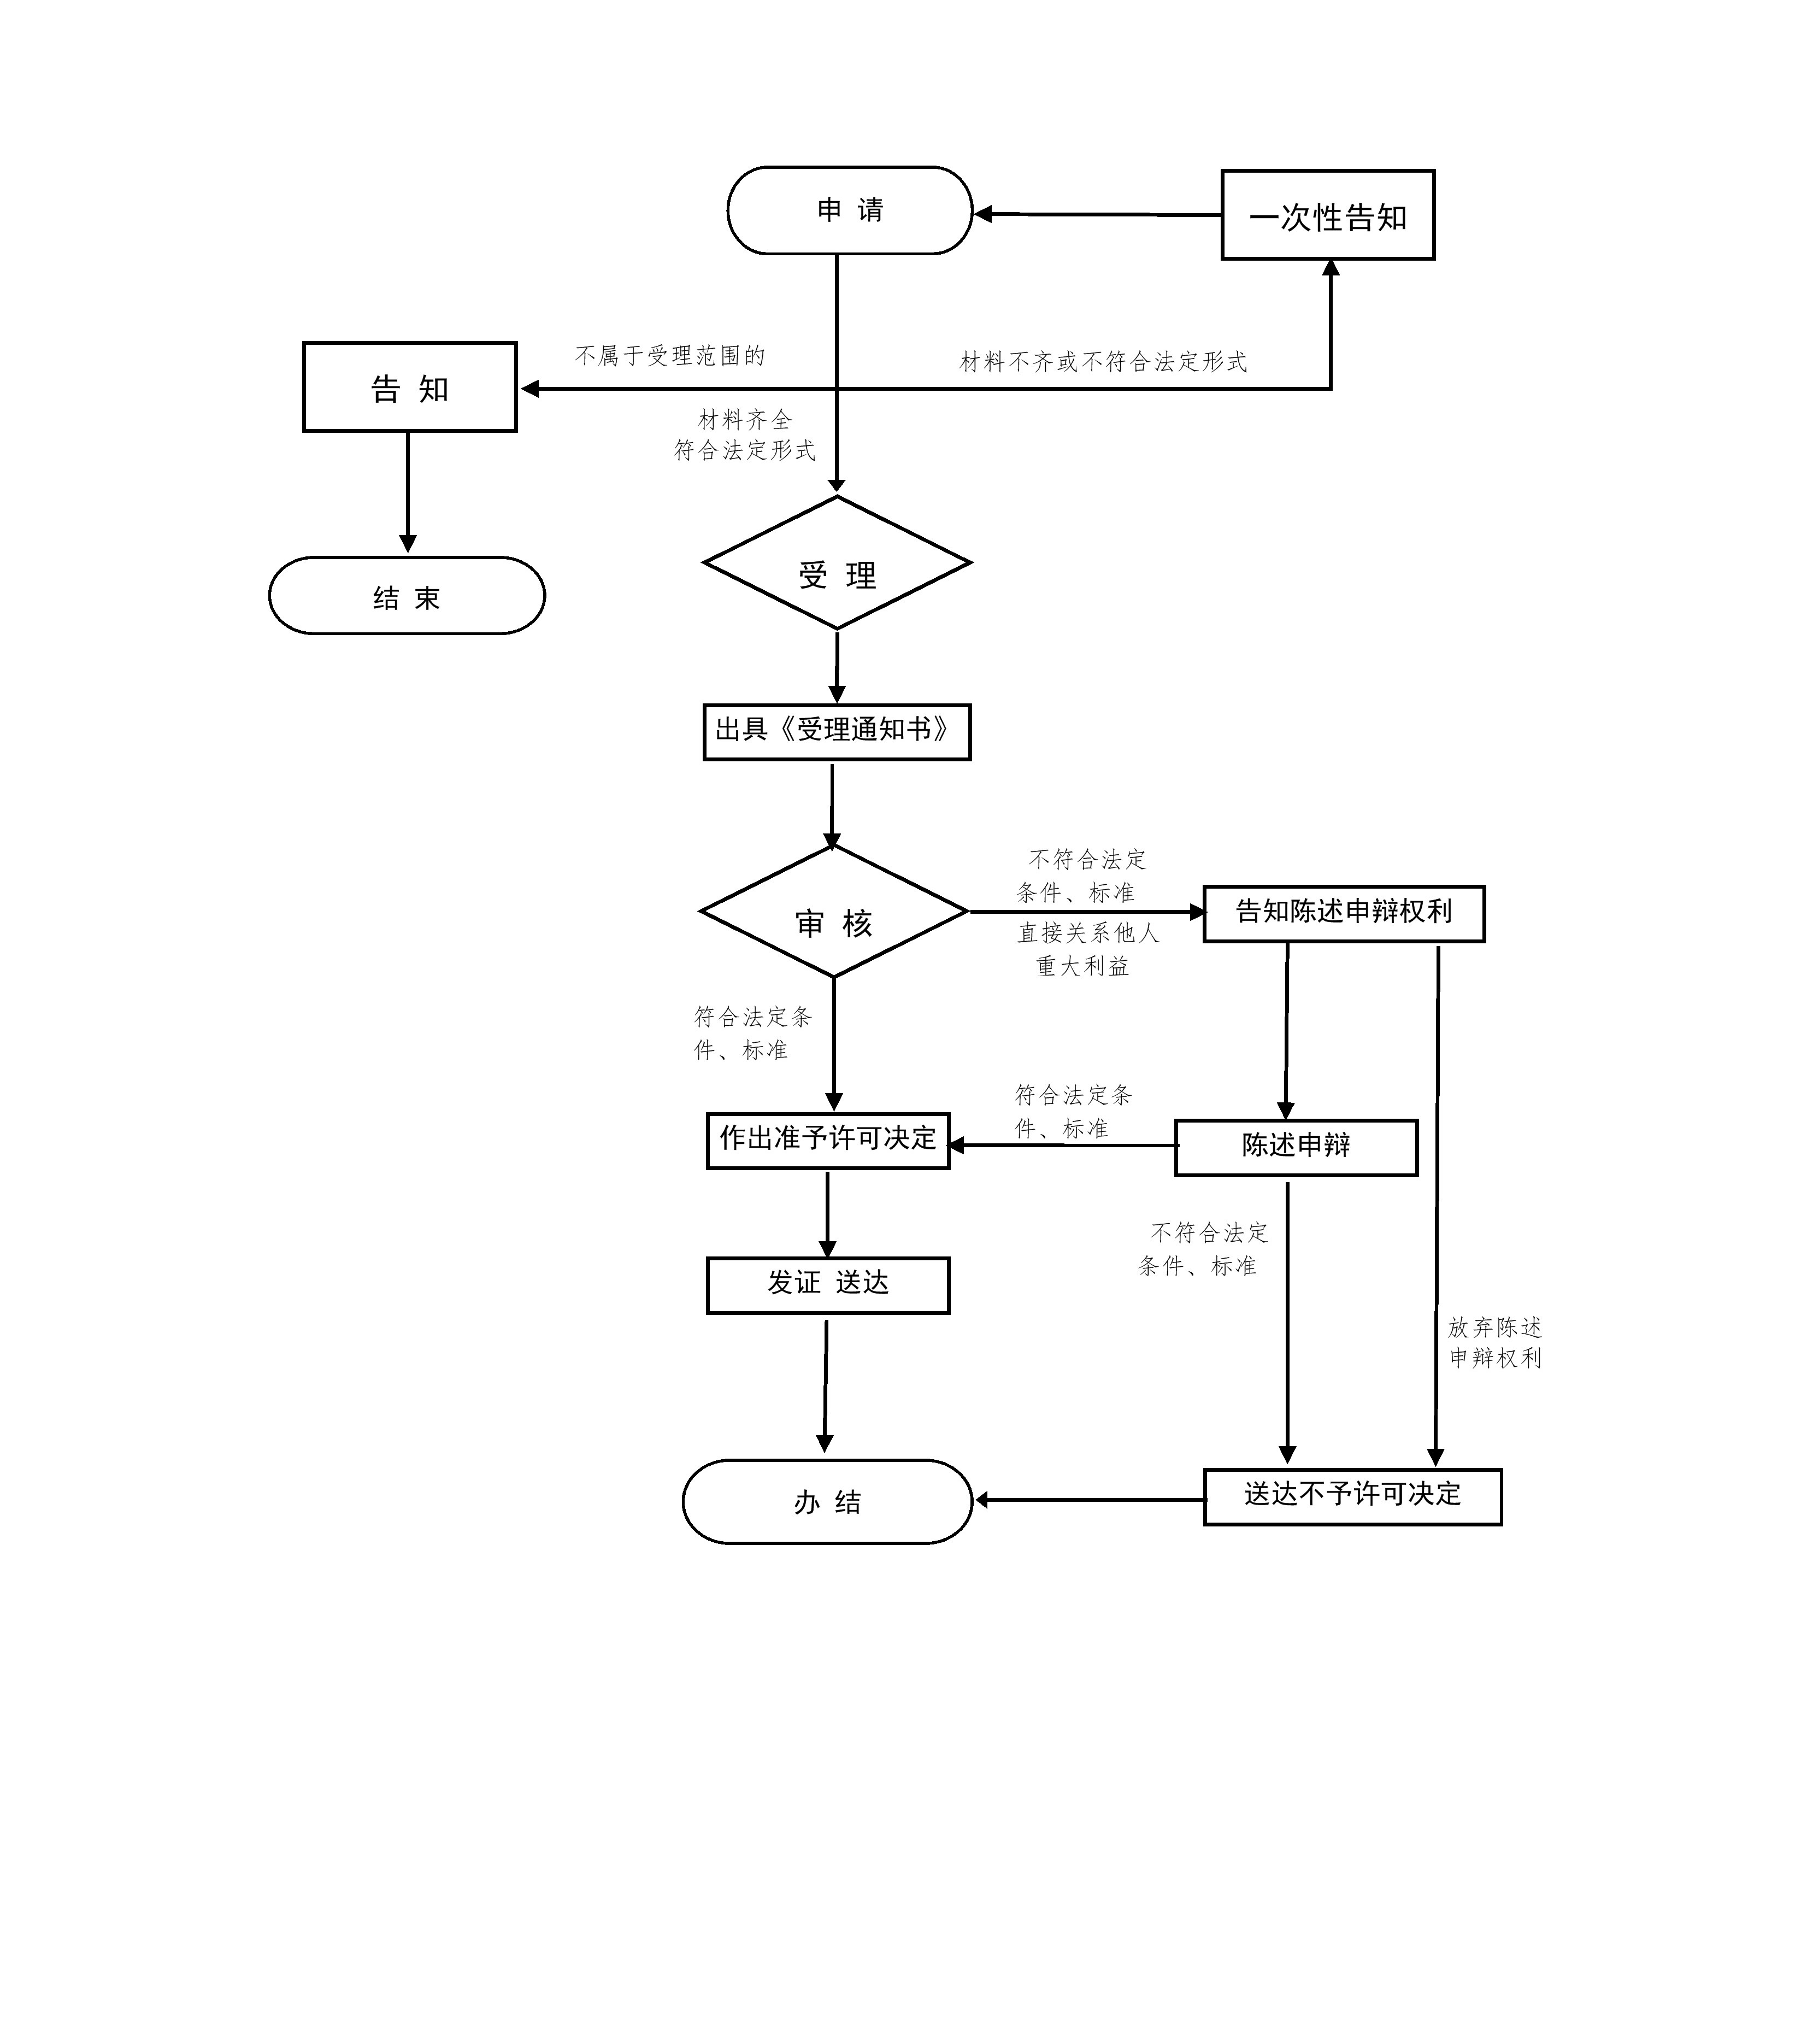 申 请
一次性告知
不属于受理范围的
材料不齐或不符合法定形式
告 知
材料齐全
符合法定形式
受 理
结 束
出具《受理通知书》
审 核
不符合法定
条件、标准
直接关系他人
重大利益
告知陈述申辩权利
符合法定条
件、标准
符合法定条
件、标准
作出准予许可决定
陈述申辩
不符合法定
条件、标准
发证 送达
放弃陈述
申辩权利
办 结
送达不予许可决定